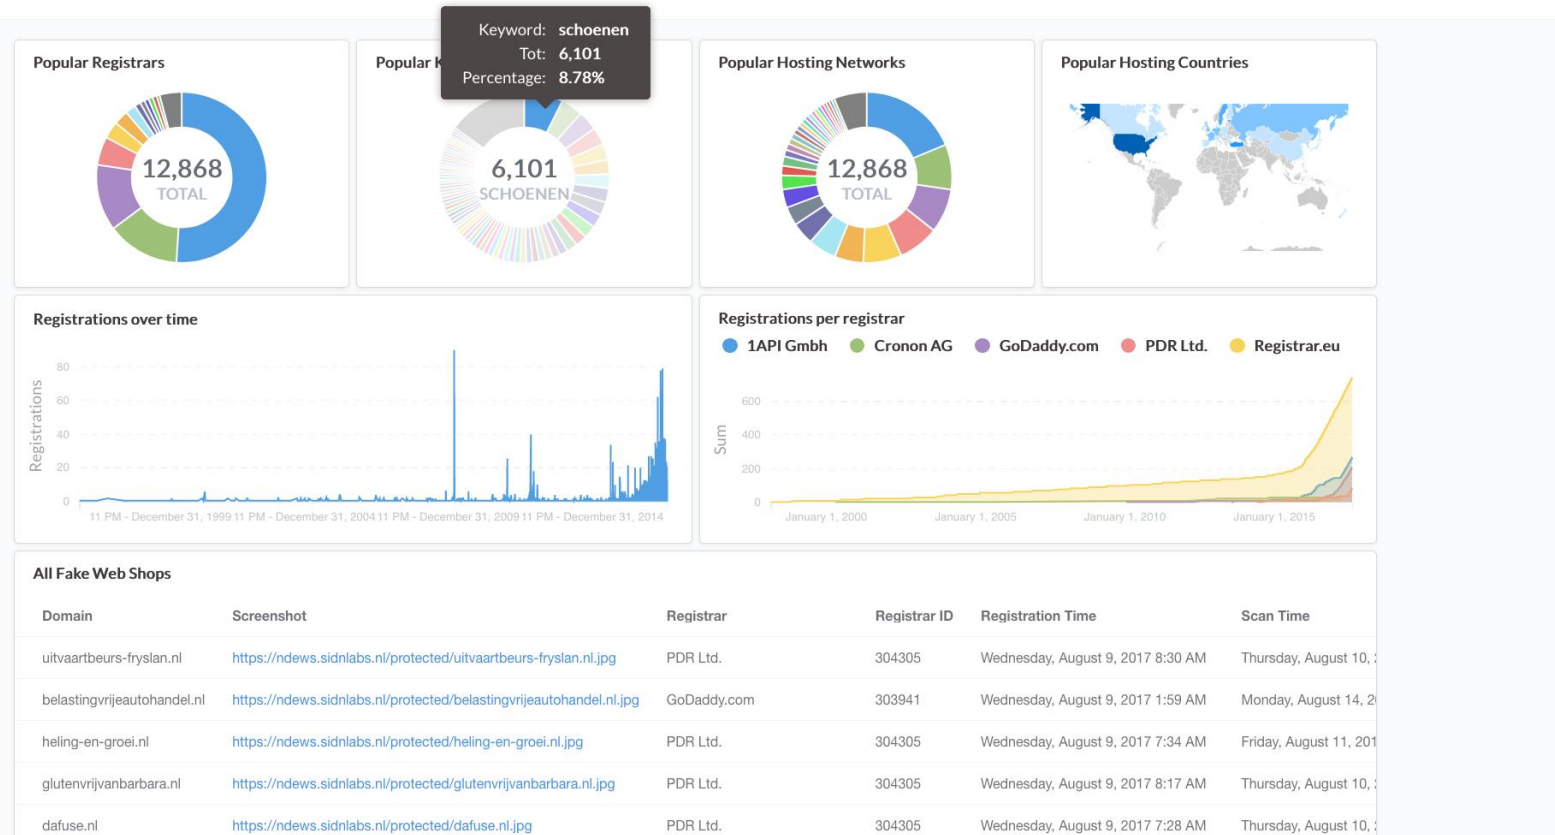 Keyword: schoenen
Tot: 6,101
Percentage: 8.78%
Popular Registrars
Popular
Popular Hosting Networks
Popular Hosting Countries
12,868
TOTAL
6,101
SCHOENEN
12,868
TOTAL
Registrations over time
Registrations
80
60
40
20
0
11 PM - December 31, 1999 11 PM - December 31, 2004 11 PM - December 31, 2009 11 PM - December 31, 2014
Registrations per registrar
1API Gmbh Cronon AG GoDaddy.com PDR Ltd. Registrar.eu
Sum
600
400
200
0
January 1, 2000 January 1, 2005 January 1, 2010 January 1, 2015
All Fake Web Shops
Domain Screenshot Registrar Registrar ID Registration Time Scan Time
uitvaartbeurs-fryslan.nl https://ndews.sidnlabs.nl/protected/uitvaartbeurs-fryslan.nl.jpg PDR Ltd. 304305 Wednesday, August 9, 2017 8:30 AM Thursday, August 10,
belastingvrijeautohandel.nl https://ndews.sidnlabs.nl/protected/belastingvrijeautohandel.nl.jpg GoDaddy.com 303941 Wednesday, August 9, 2017 1:59 AM Monday, August 14,
heling-en-groei.nl https://ndews.sidnlabs.nl/protected/heling-en-groei.nl.jpg PDR Ltd. 304305 Wednesday, August 9, 2017 7:34 AM Friday, August 11, 201
glutenvrijvanbarbara.nl https://ndews.sidnlabs.nl/protected/glutenvrijvanbarbara.nl.jpg PDR Ltd. 304305 Wednesday, August 9, 2017 8:17 AM Thursday, August 10,
dafuse.nl https://ndews.sidnlabs.nl/protected/dafuse.nl.jpg PDR Ltd. 304305 Wednesday, August 9, 2017 7:28 AM Thursday, August 10,